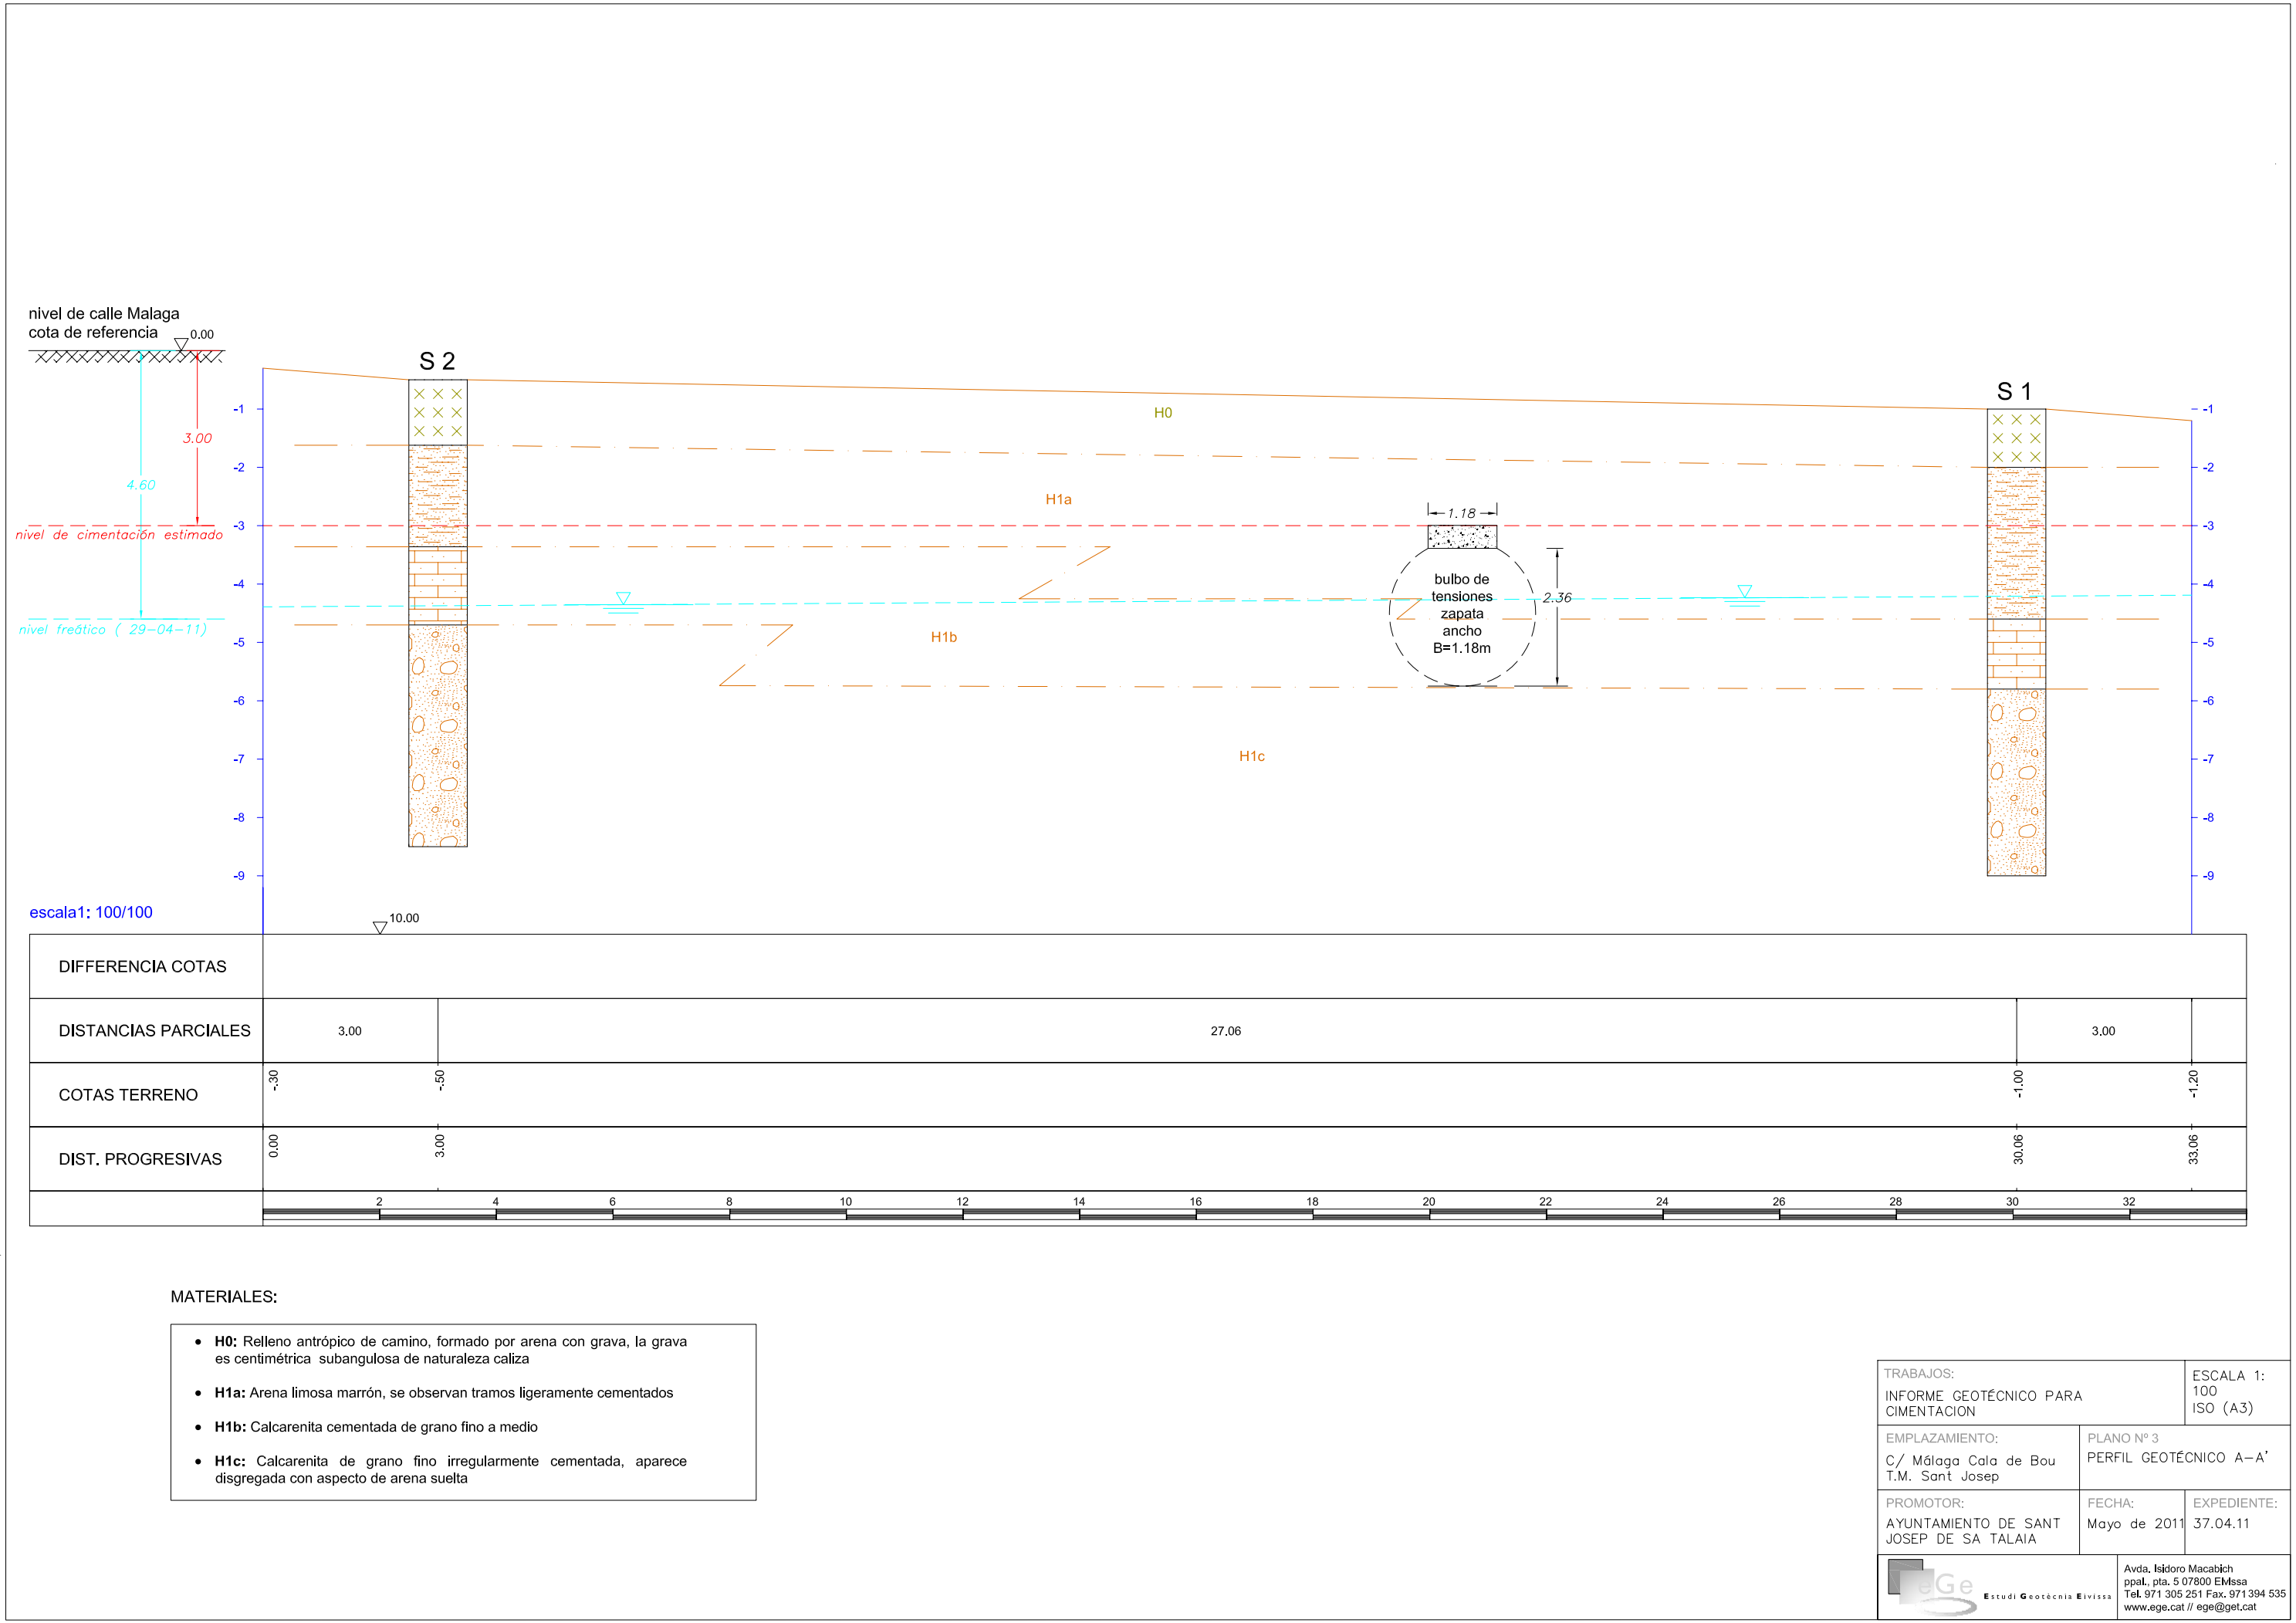 nivel de calle Malaga
cota de referencia
0.00
S 2
S 1
-1
-2
-3
-4
-5
-6
-7
-8
-9
3.00
4.60
nivel de cimentación estimado
nivel freático ( 29-04-11)
H0
H1a
H1b
H1c
1.18
bulbo de
tensiones
zapata
ancho
B=1.18m
2.36
-1
-2
-3
-4
-5
-6
-7
-8
-9
escala1: 100/100
10.00
DIFFERENCIA COTAS
DISTANCIAS PARCIALES
3.00
27.06
3.00
COTAS TERRENO
-.30
-.50
-1.00
-1.20
DIST. PROGRESIVAS
0.00
3.00
30.06
33.06
2 4 6 8 10 12 14 16 18 20 22 24 26 28 30 32
MATERIALES:
• H0: Relleno antrópico de camino, formado por arena con grava, la grava
es centimétrica subangulosa de naturaleza caliza
• H1a: Arena limosa marrón, se observan tramos ligeramente cementados
• H1b: Calcarenita cementada de grano fino a medio
• H1c: Calcarenita de grano fino irregularmente cementada, aparece
disgregada con aspecto de arena suelta
TRABAJOS:
INFORME GEOTÉCNICO PARA
CIMENTACION
ESCALA 1:
100
ISO (A3)
EMPLAZAMIENTO:
C/ Málaga Cala de Bou
T.M. Sant Josep
PLANO Nº 3
PERFIL GEOTÉCNICO A-A'
PROMOTOR:
AYUNTAMIENTO DE SANT
JOSEP DE SA TALAIA
FECHA:
Mayo de 2011
EXPEDIENTE:
37.04.11
eGe
Estudi Geotècnia Eivissa
Avda. Isidoro Macabich
ppal., pta. 5 07800 Eivissa
Tel. 971 305 251 Fax. 971 394 535
www.ege.cat // ege@get.cat